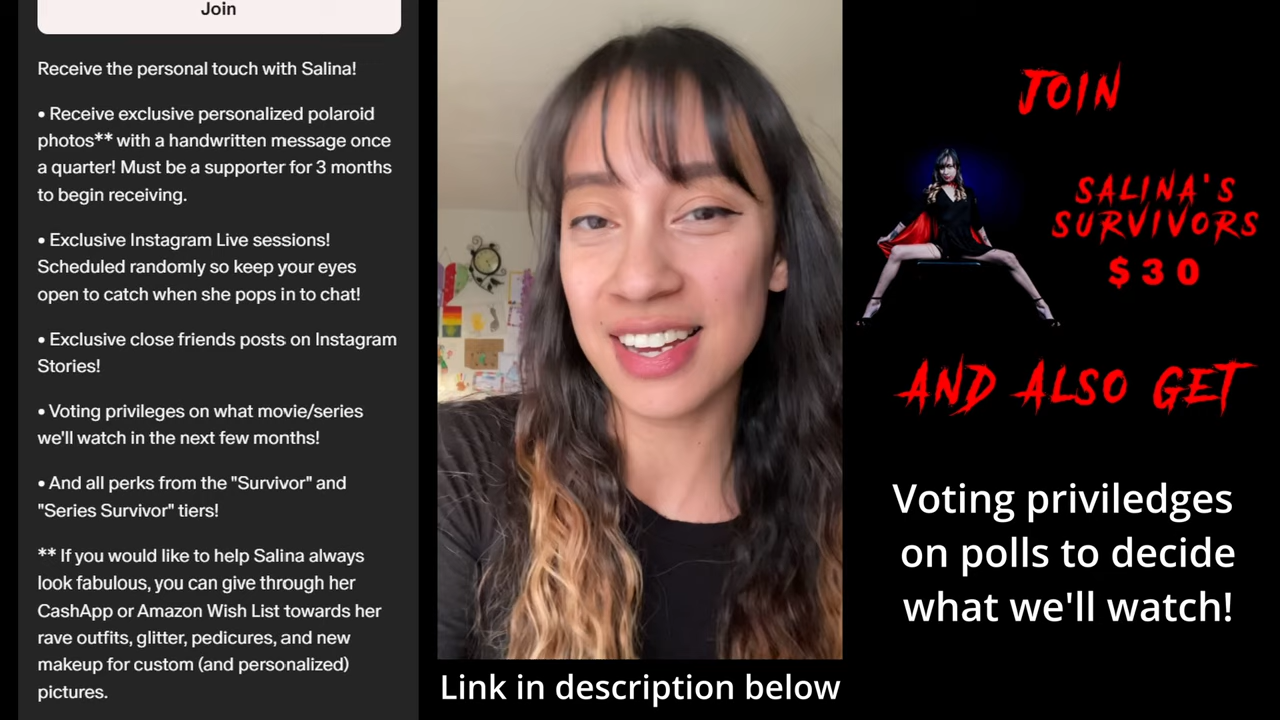 Join
Receive the personal touch with Salina!
• Receive exclusive personalized polaroid
photos** with a handwritten message once
a quarter! Must be a supporter for 3 months
to begin receiving.
• Exclusive Instagram Live sessions!
Scheduled randomly so keep your eyes
open to catch when she pops in to chat!
• Exclusive close friends posts on Instagram
Stories!
• Voting privileges on what movie/series
we'll watch in the next few months!
• And all perks from the "Survivor" and
"Series Survivor" tiers!
** If you would like to help Salina always
look fabulous, you can give through her
CashApp or Amazon Wish List towards her
rave outfits, glitter, pedicures, and new
makeup for custom (and personalized)
pictures.
Link in description below
JOIN
SALINA'S
SURVIVORS
$30
AND ALSO GET
Voting priviledges
on polls to decide
what we'll watch!